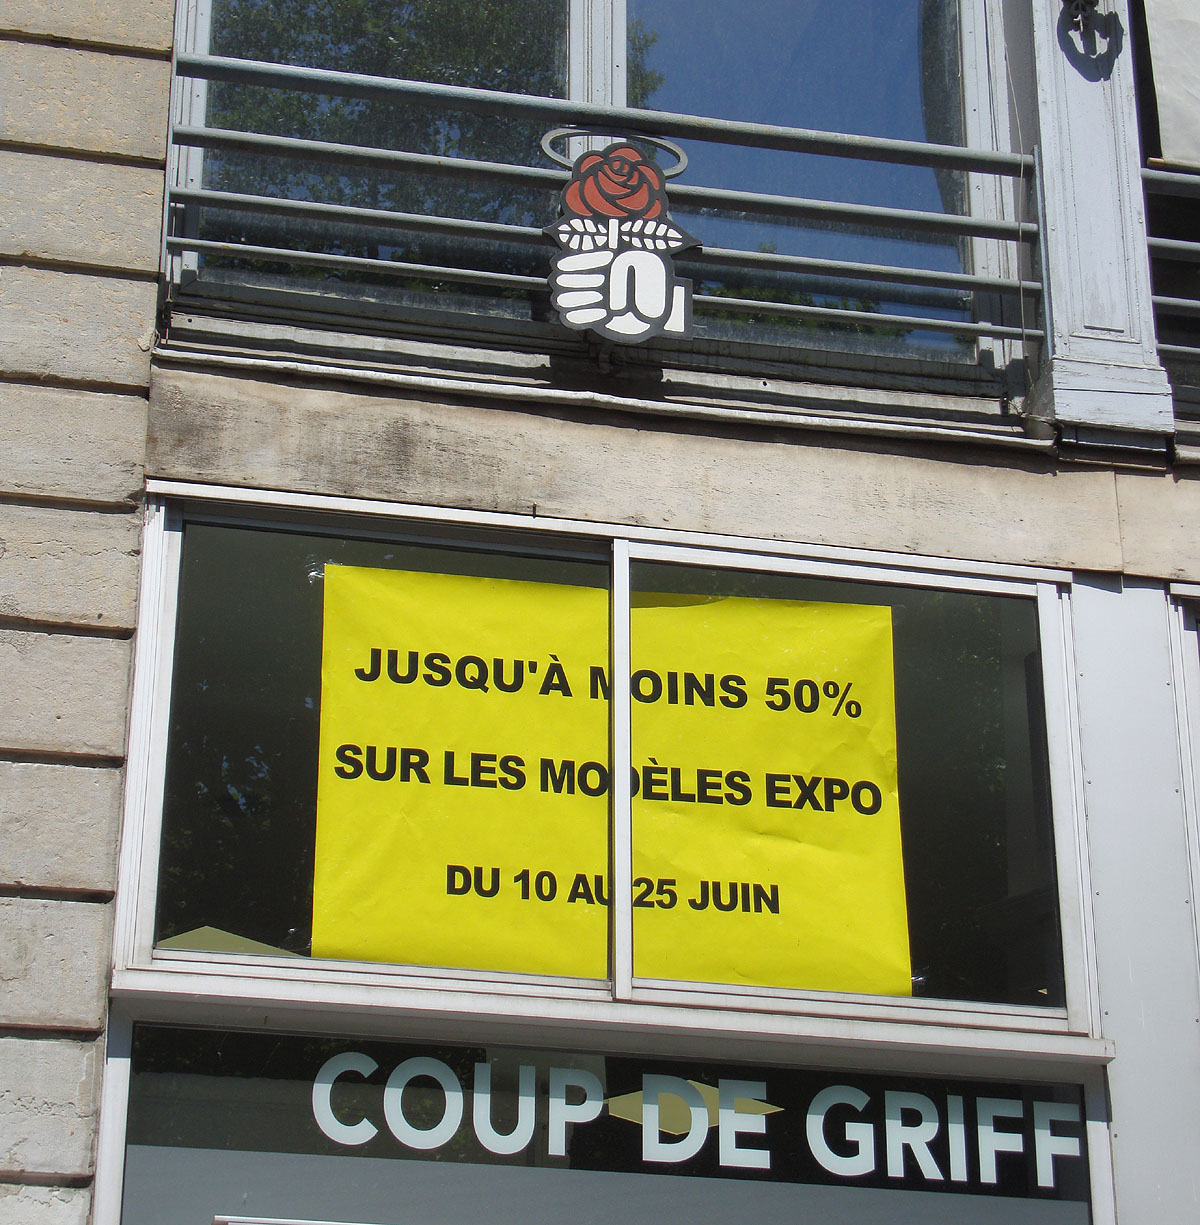 JUSQU'À MOINS 50%
SUR LES MODÈLES EXPO
DU 10 AU 25 JUIN
COUP DE GRIFF